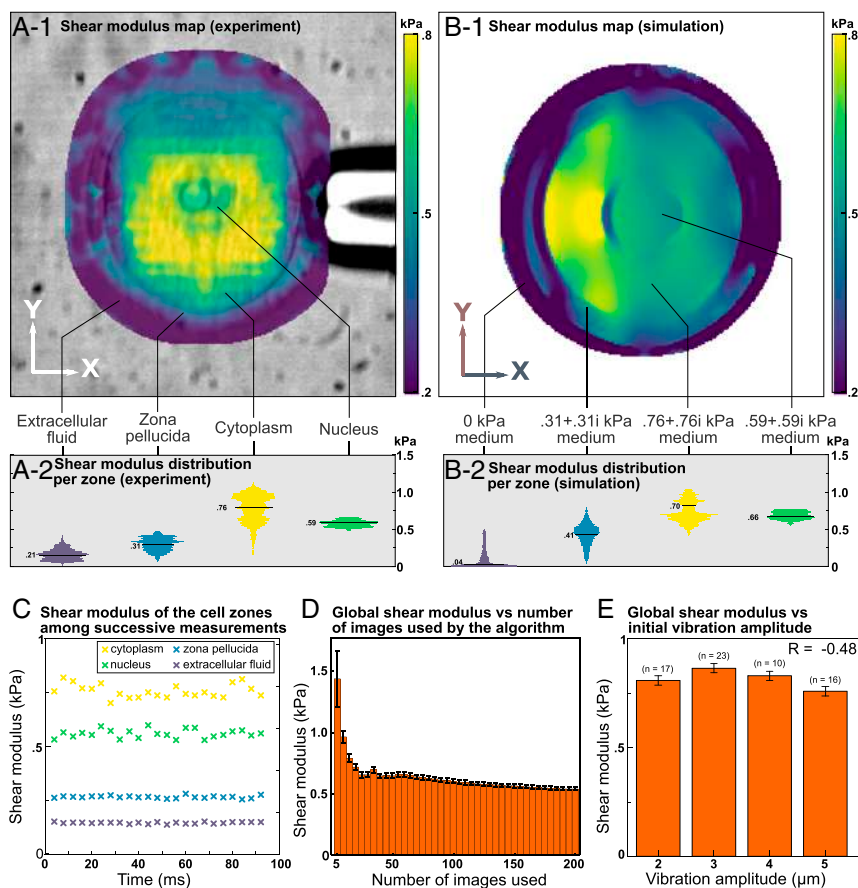 A-1 Shear modulus map (experiment)
kPa
.8
.5
.2
Y
X
B-1 Shear modulus map (simulation)
kPa
.8
.5
.2
Y
X
Extracellular
fluid
Zona
pellucida
Cytoplasm
Nucleus
0 kPa
medium
.31+.31i kPa
medium
.76+.76i kPa
medium
.59+.59i kPa
medium
A-2 Shear modulus distribution
per zone (experiment)
kPa
1.5
1.0
0.5
0
.21
.31
.76
.59
B-2 Shear modulus distribution
per zone (simulation)
kPa
1.5
1.0
0.5
0
.04
.41
.70
.66
C Shear modulus of the cell zones
among successive measurements
cytoplasm
zona pellucida
nucleus
extracellular fluid
Shear modulus (kPa)
1
.5
0
0 20 40 60 80 100
Time (ms)
D Global shear modulus vs number
of images used by the algorithm
Shear modulus (kPa)
1.5
1.0
0.5
0
5 50 100 150 200
Number of images used
E Global shear modulus vs
initial vibration amplitude
R = -0.48
(n = 17)
(n = 23)
(n = 10)
(n = 16)
Shear modulus (kPa)
1
.5
0
2 3 4 5
Vibration amplitude (µm)